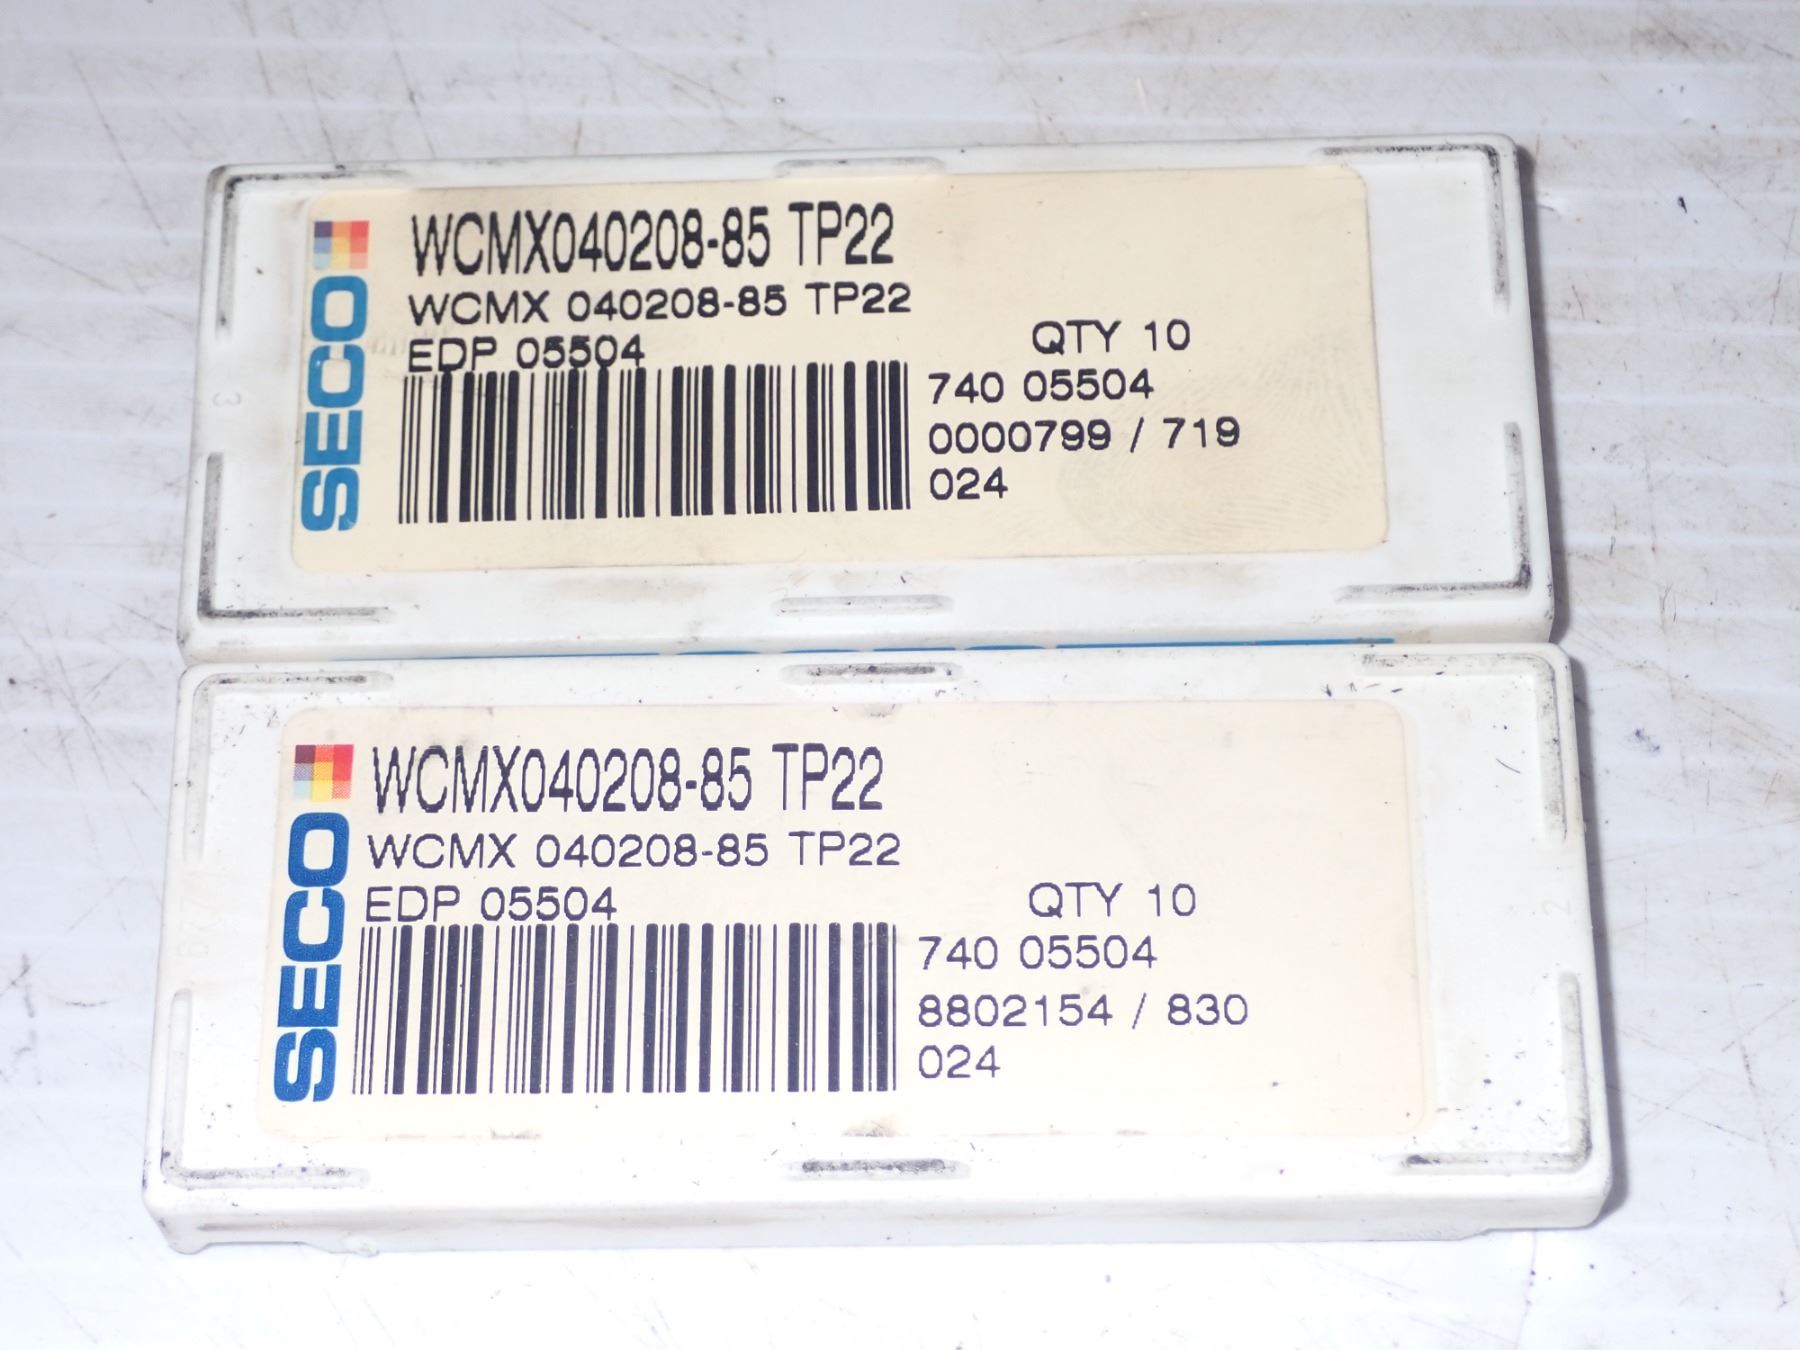 SECO
WCMX040208-85 TP22
WCMX 040208-85 TP22
EDP 05504
QTY 10
740 05504
0000799 / 719
024
SECO
WCMX040208-85 TP22
WCMX 040208-85 TP22
EDP 05504
QTY 10
740 05504
8802154 / 830
024